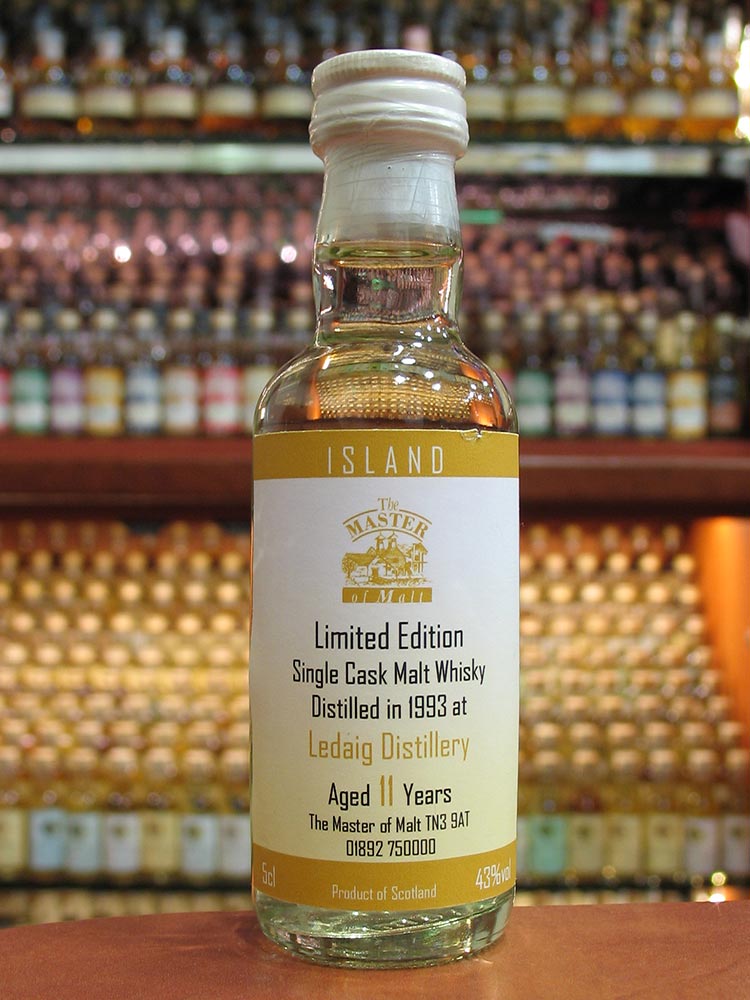 ISLAND
The
MASTER
of Malt
Limited Edition
Single Cask Malt Whisky
Distilled in 1993 at
Ledaig Distillery
Aged 11 Years
The Master of Malt TN3 9AT
01892 750000
5cl Product of Scotland 43%vol